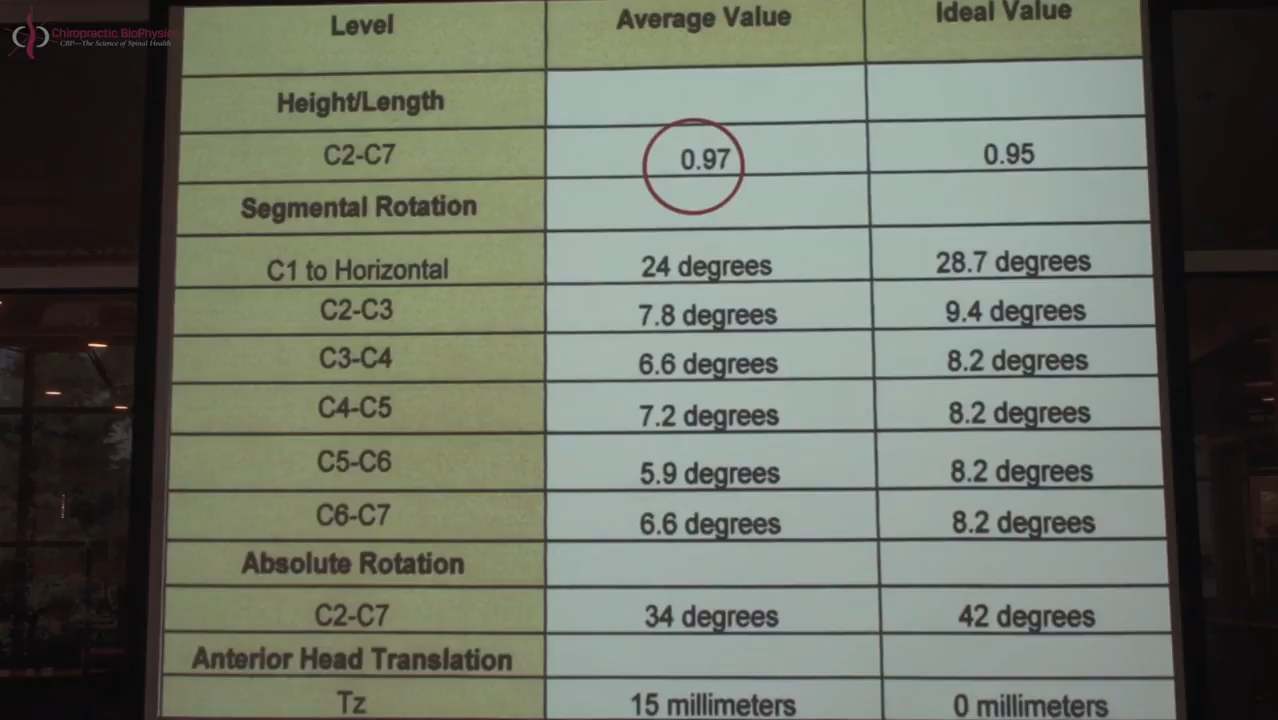 Chiropractic BioPhysics
CBP—The Science of Spinal Health
Level Average Value Ideal Value
Height/Length
C2-C7 0.97 0.95
Segmental Rotation
C1 to Horizontal 24 degrees 28.7 degrees
C2-C3 7.8 degrees 9.4 degrees
C3-C4 6.6 degrees 8.2 degrees
C4-C5 7.2 degrees 8.2 degrees
C5-C6 5.9 degrees 8.2 degrees
C6-C7 6.6 degrees 8.2 degrees
Absolute Rotation
C2-C7 34 degrees 42 degrees
Anterior Head Translation
Tz 15 millimeters 0 millimeters